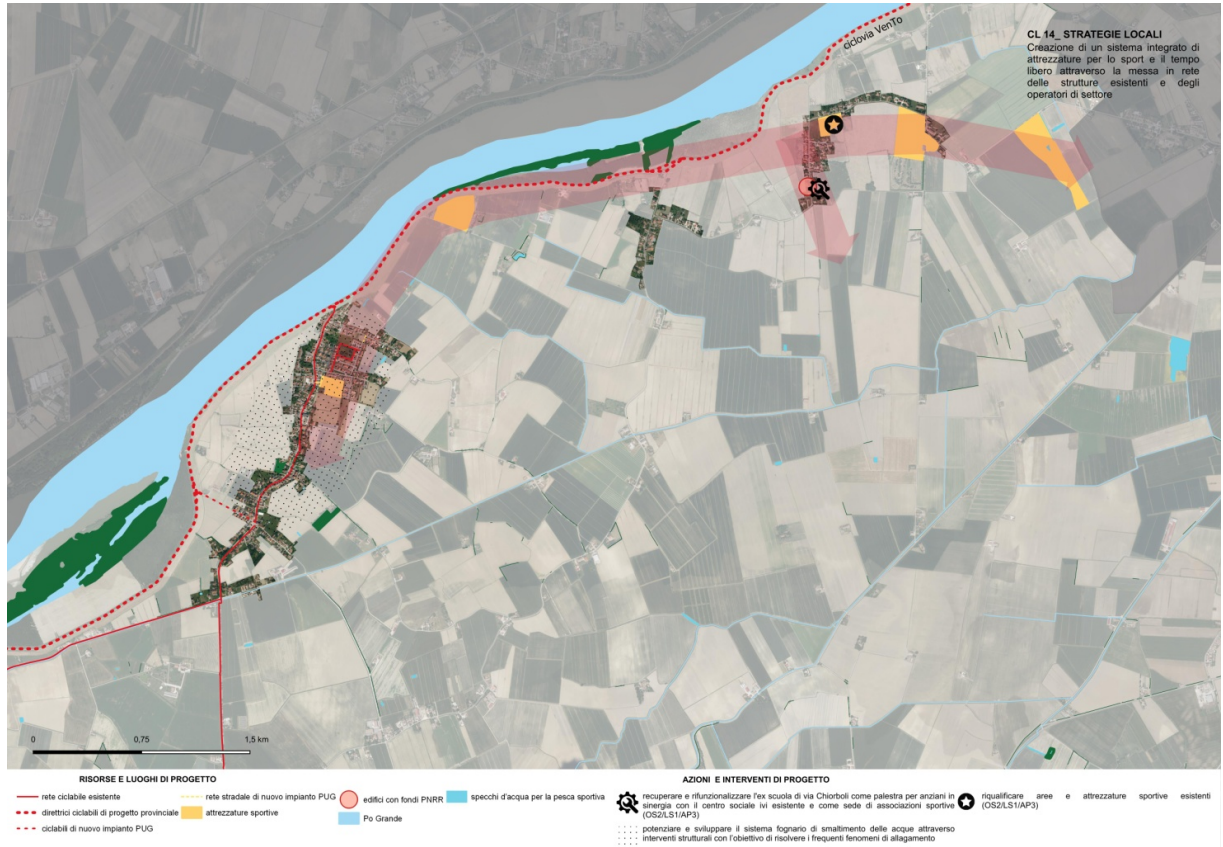 ciclovia VenTo
CL 14_ STRATEGIE LOCALI
Creazione di un sistema integrato di
attrezzature per lo sport e il tempo
libero attraverso la messa in rete
delle strutture esistenti e degli
operatori di settore
0 0,75 1,5 km
RISORSE E LUOGHI DI PROGETTO
rete ciclabile esistente
direttrici ciclabili di progetto provinciale
ciclabili di nuovo impianto PUG
rete stradale di nuovo impianto PUG
attrezzature sportive
edifici con fondi PNRR
Po Grande
specchi d'acqua per la pesca sportiva
AZIONI E INTERVENTI DI PROGETTO
recuperare e rifunzionalizzare l'ex scuola di via Chiorboli come palestra per anziani in
sinergia con il centro sociale ivi esistente e come sede di associazioni sportive
(OS2/LS1/AP3)
potenziare e sviluppare il sistema fognario di smaltimento delle acque attraverso
interventi strutturali con l'obiettivo di risolvere i frequenti fenomeni di allagamento
riqualificare aree e attrezzature sportive esistenti
(OS2/LS1/AP3)